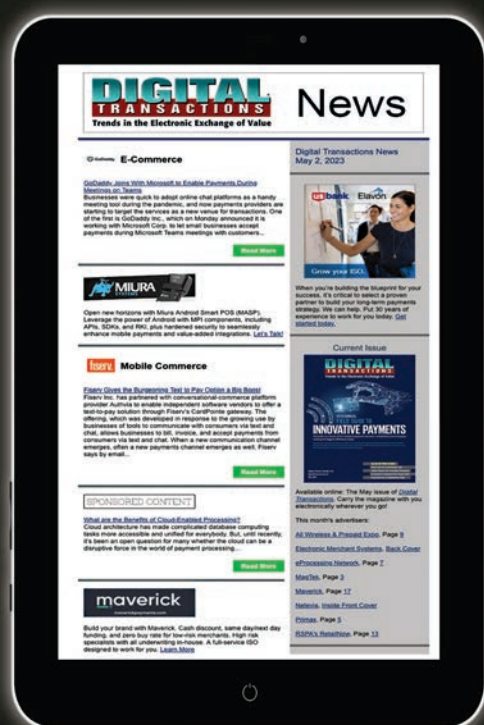 DIGITAL
TRANSACTIONS
Trends in the Electronic Exchange of Value
News
GoDaddy
E-Commerce
GoDaddy Joins With Microsoft to Enable Payments During
Meetings on Teams
Businesses were quick to adopt online chat platforms as a handy
meeting tool during the pandemic, and now payments providers are
starting to target the services as a new venue for transactions. One
of the first is GoDaddy Inc., which on Monday announced it is
working with Microsoft Corp. to let small businesses accept
payments during Microsoft Teams meetings with customers...
Read More
MIURA
SYSTEMS
Open new horizons with Miura Android Smart POS (MASP).
Leverage the power of Android with MPI components, including
APIs, SDKs, and RKI, plus hardened security to seamlessly
enhance mobile payments and value-added integrations. Let's Talk!
fiserv.
Mobile Commerce
Fiserv Gives the Burgeoning Text to Pay Option a Big Boost
Fiserv Inc. has partnered with conversational-commerce platform
provider Authvia to enable independent software vendors to offer a
text-to-pay solution through Fiserv's CardPointe gateway. The
offering, which was developed in response to the growing use by
businesses of tools to communicate with consumers via text and
chat, allows businesses to bill, invoice, and accept payments from
consumers via text and chat. When a new communication channel
emerges, often a new payments channel emerges as well, Fiserv
says by email...
Read More
SPONSORED CONTENT
What are the Benefits of Cloud-Enabled Processing?
Cloud architecture has made complicated database computing
tasks more accessible and unified for everybody. But, until recently,
it's been an open question for many whether the cloud can be a
disruptive force in the world of payment processing...
Read More
maverick
maverickpayments.com
Build your brand with Maverick. Cash discount, same day/next day
funding, and zero buy rate for low-risk merchants. High risk
specialists with all underwriting in-house. A full-service ISO
designed to work for you. Learn More
Digital Transactions News
May 2, 2023
us bank
Elavon
Grow your ISO.
When you're building the blueprint for your
success, it's critical to select a proven
partner to build your long-term payments
strategy. We can help. Put 30 years of
experience to work for you today. Get
started today.
Current Issue
DIGITAL
TRANSACTIONS
Trends in the Electronic Exchange of Value
FIELD GUIDE TO
INNOVATIVE PAYMENTS
Available online: The May issue of Digital
Transactions. Carry the magazine with you
electronically wherever you go!
This month's advertisers:
All Wireless & Prepaid Expo, Page 9
Electronic Merchant Systems, Back Cover
eProcessing Network, Page 7
MagTek, Page 3
Maverick, Page 17
Netevia, Inside Front Cover
Primax, Page 5
RSPA's RetailNow, Page 13